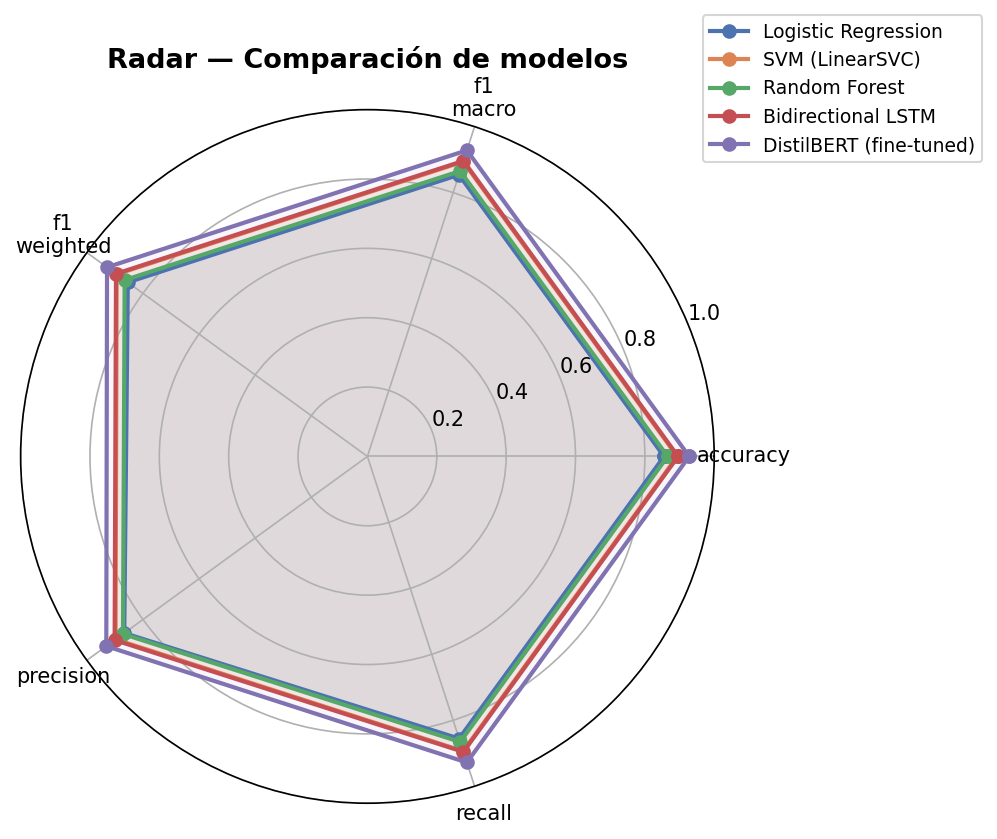 Radar — Comparación de modelos
Logistic Regression
SVM (LinearSVC)
Random Forest
Bidirectional LSTM
DistilBERT (fine-tuned)
f1
macro
f1
weighted
1.0
0.8
0.6
0.4
0.2
accuracy
precision
recall